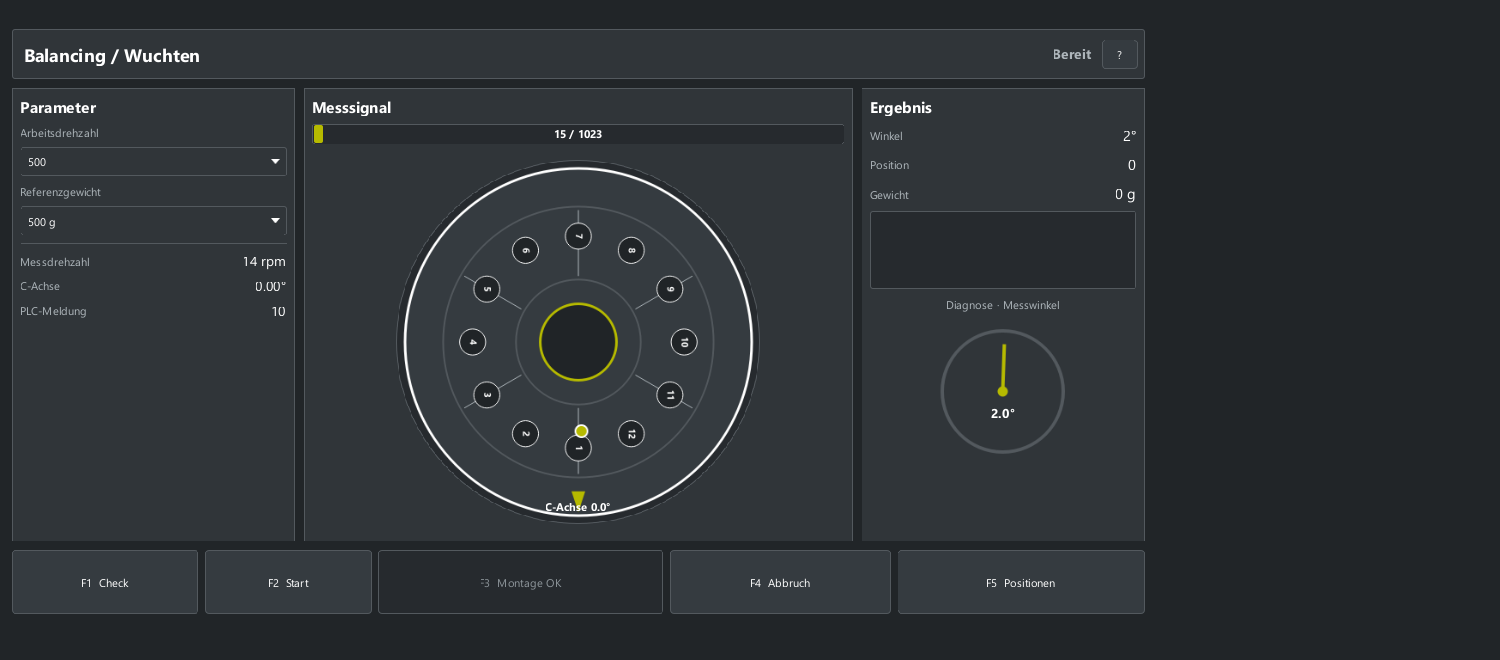 Balancing / Wuchten
Bereit
?
Parameter
Arbeitsdrehzahl
500
Referenzgewicht
500 g
Messdrehzahl 14 rpm
C-Achse 0.00°
PLC-Meldung 10
Messsignal
15 / 1023
7
6
8
5
9
4
10
3
11
2
12
1
C-Achse 0.0°
Ergebnis
Winkel 2°
Position 0
Gewicht 0 g
Diagnose · Messwinkel
2.0°
F1 Check
F2 Start
F3 Montage OK
F4 Abbruch
F5 Positionen